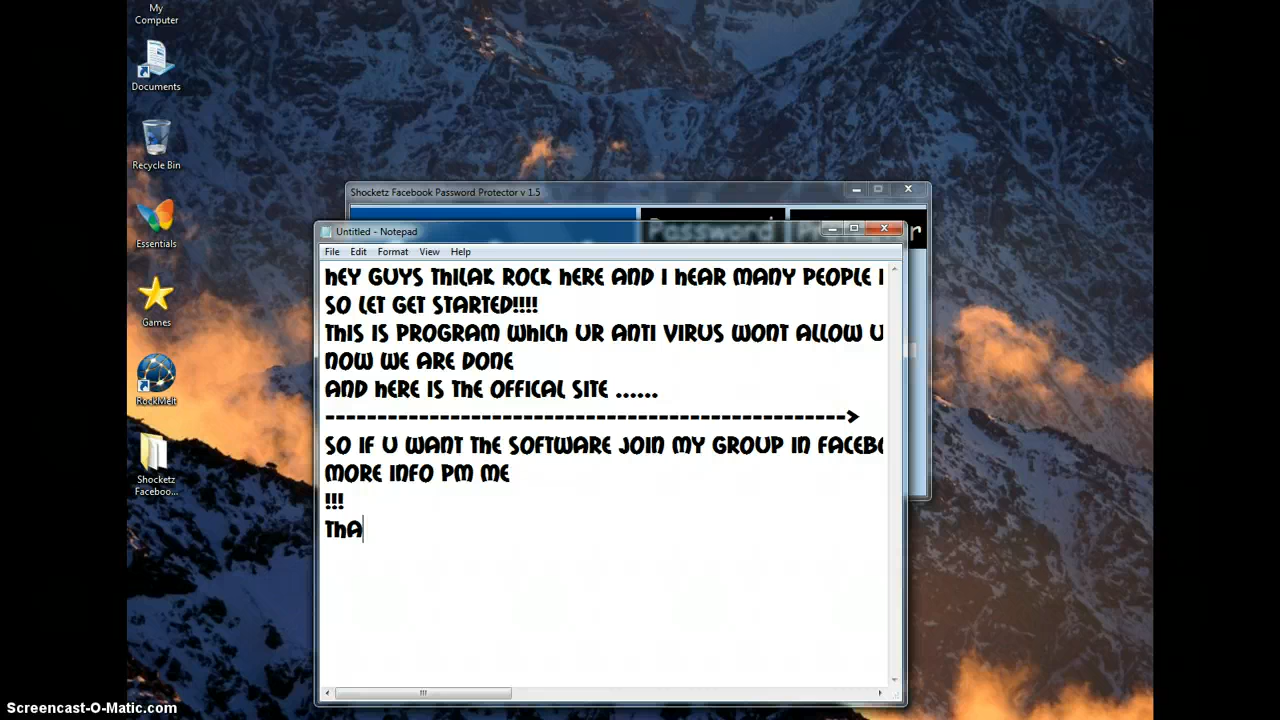 My
Computer
Documents
Recycle Bin
Essentials
Games
RockMelt
Shocketz
Faceboo...
Shocketz Facebook Password Protector v 1.5
Password
Untitled - Notepad
File Edit Format View Help
hEY GUYS ThILAK ROCK hERE AND I hEAR MANY PEOPLE
SO LET GET STARTED!!!!
ThIS IS PROGRAM WhICh UR ANTI VIRUS WONT ALLOW U
NOW WE ARE DONE
AND hERE IS ThE OFFICAL SITE ......
-------------------------------------------------->
SO IF U WANT ThE SOFTWARE JOIN MY GROUP IN
MORE INFO PM ME
!!!
ThA
Screencast-O-Matic.com